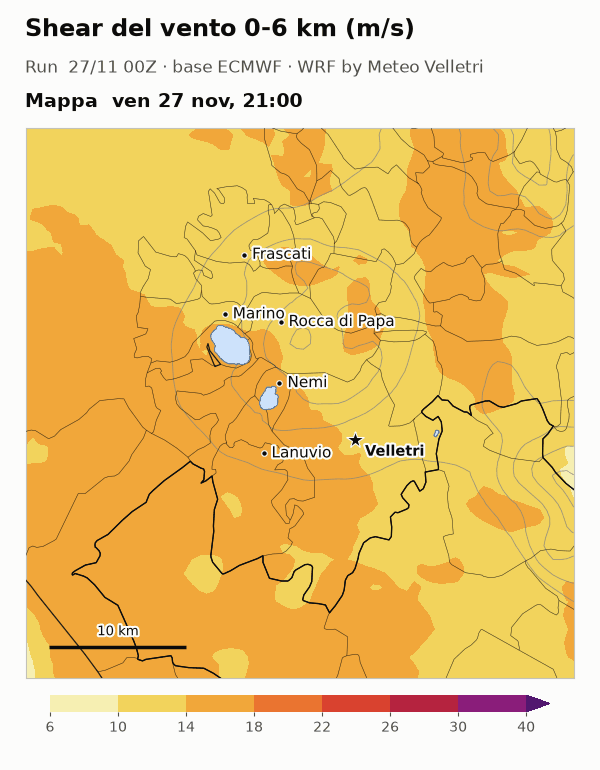 Shear del vento 0-6 km (m/s)
Run  27/11 00Z · base ECMWF · WRF by Meteo Velletri
Mappa  ven 27 nov, 21:00
Frascati
Marino
Rocca di Papa
Nemi
Velletri
Lanuvio
10 km
6 10 14 18 22 26 30 40